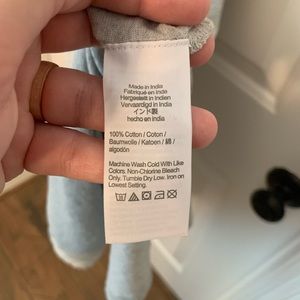 Made in India
Fabriqué en Inde
Hergestellt in Indien
Vervaardigd in India
インド製
hecho en Indio
100% Cotton / Coton /
Baumwolle / Katoen / 綿 /
algodón
Machine Wash Cold With Like
Colors. Non-Chlorine Bleach
Only. Tumble Dry Low. Iron on
Lowest Setting.